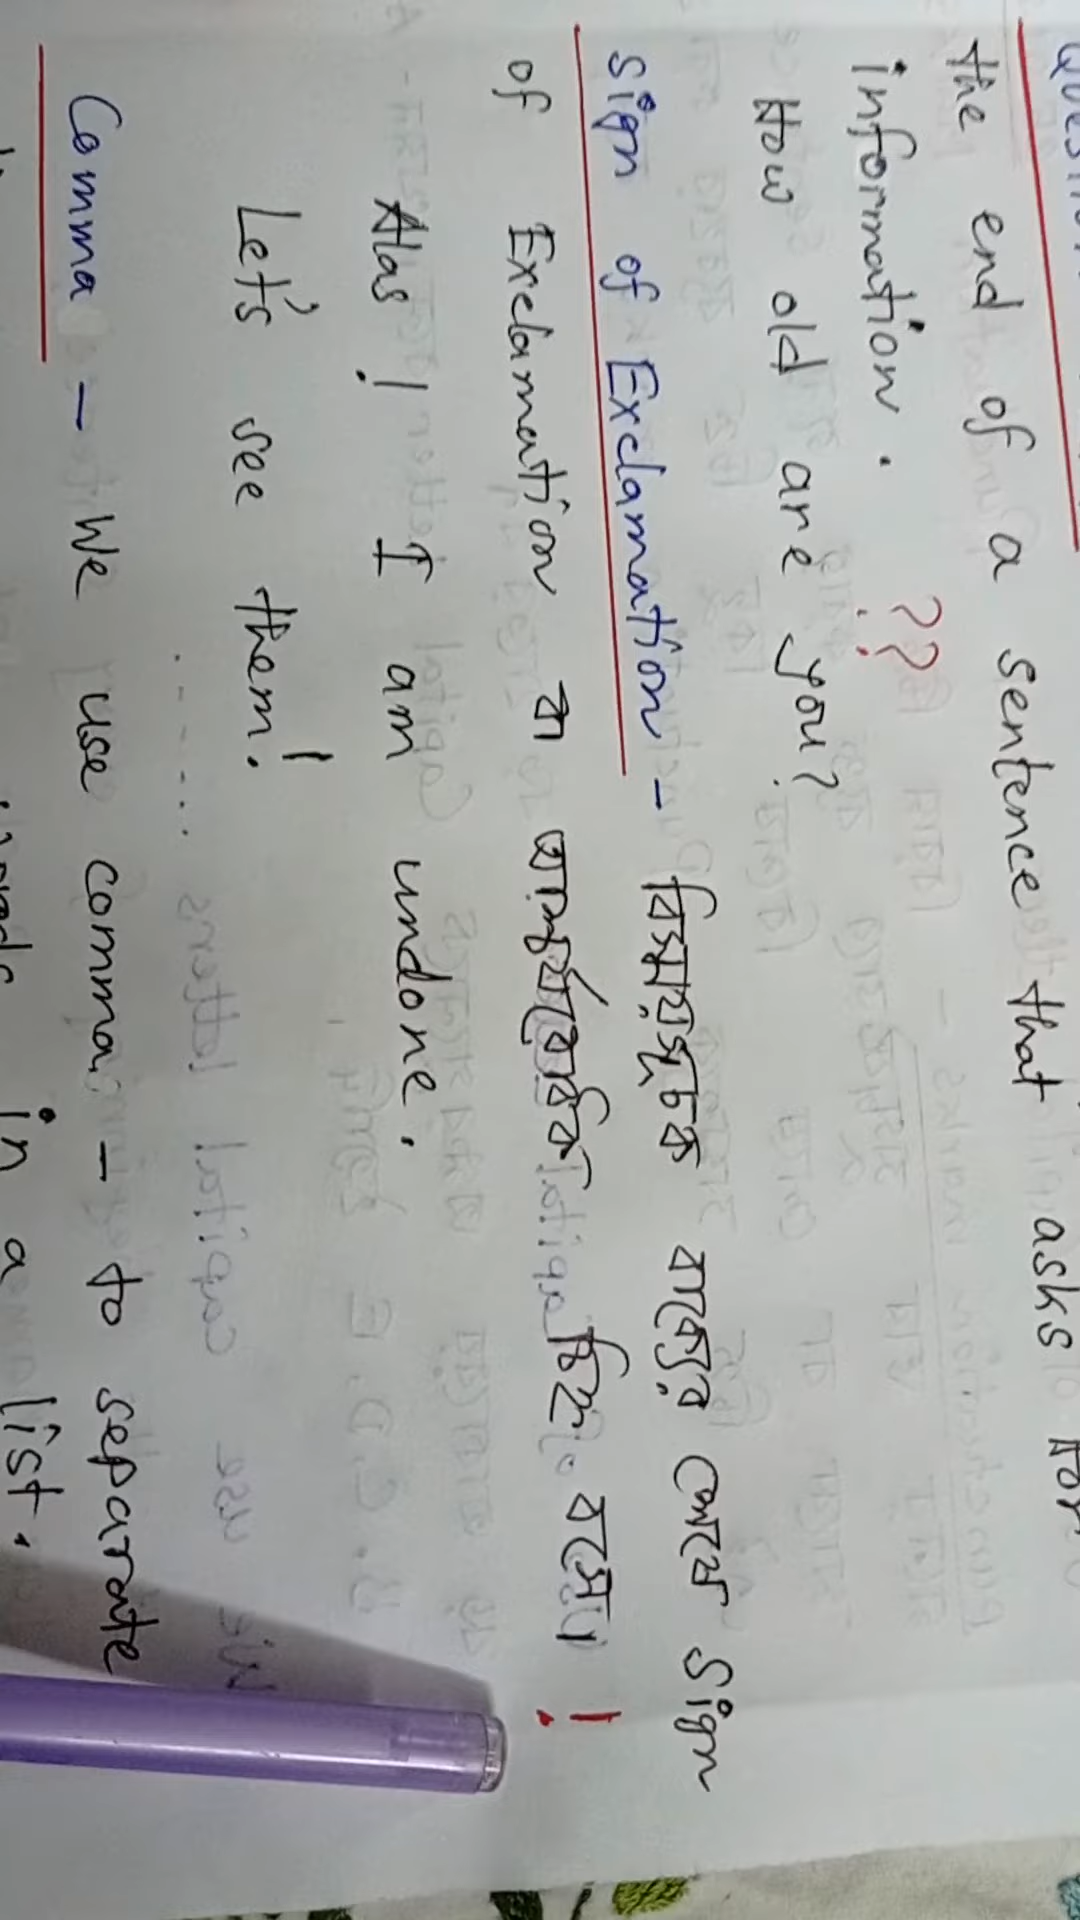 the end of a sentence that asks for
information. ??
How old are you?
Sign of Exclamation - বিস্ময়সূচক বাক্যের শেষে sign
of Exclamation বা আশ্চর্যবোধক চিহ্ন বসে। !
Alas! I am undone.
Let's see them!
Comma - We use comma - to separate
in a list.